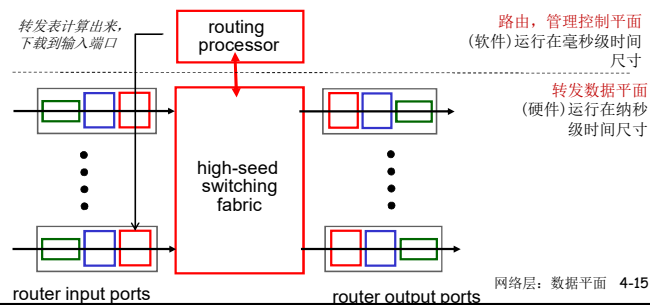 转发表计算出来，
下载到输入端口
routing
processor
路由，管理控制平面
(软件)运行在毫秒级时间
尺寸
转发数据平面
(硬件)运行在纳秒
级时间尺寸
high-seed
switching
fabric
router input ports
router output ports
网络层：数据平面 4-15